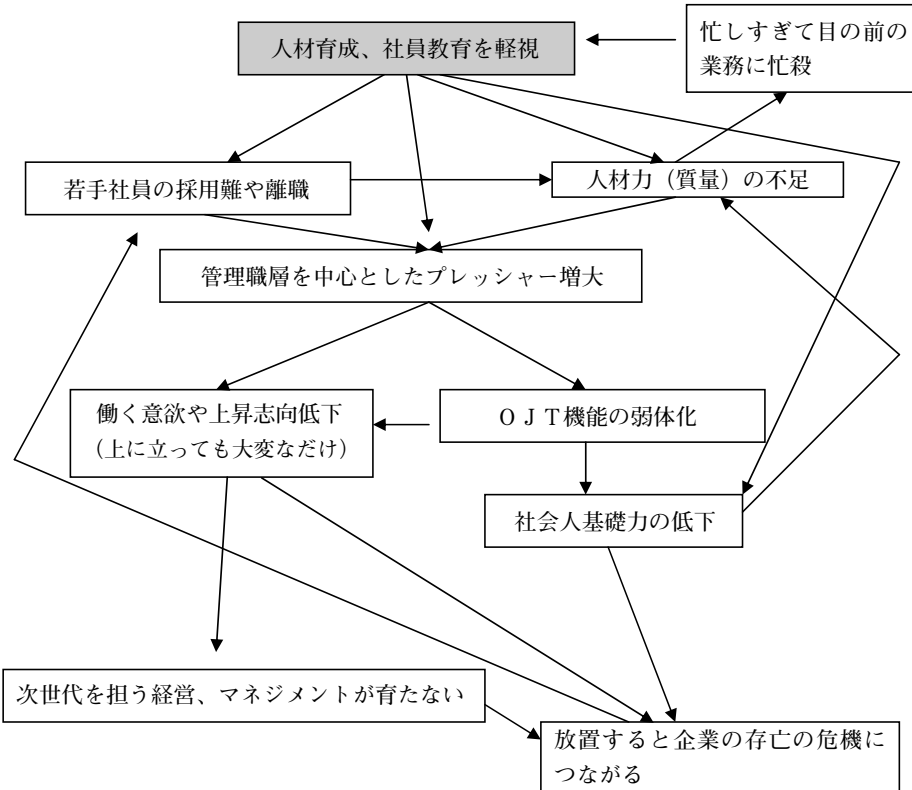 忙しすぎて目の前の
業務に忙殺
人材育成、社員教育を軽視
若手社員の採用難や離職
人材力（質量）の不足
管理職層を中心としたプレッシャー増大
働く意欲や上昇志向低下
（上に立っても大変なだけ）
ＯＪＴ機能の弱体化
社会人基礎力の低下
次世代を担う経営、マネジメントが育たない
放置すると企業の存亡の危機に
つながる